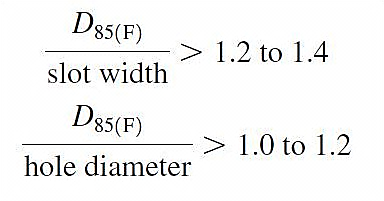 D85(F)
slot width > 1.2 to 1.4
D85(F)
hole diameter > 1.0 to 1.2